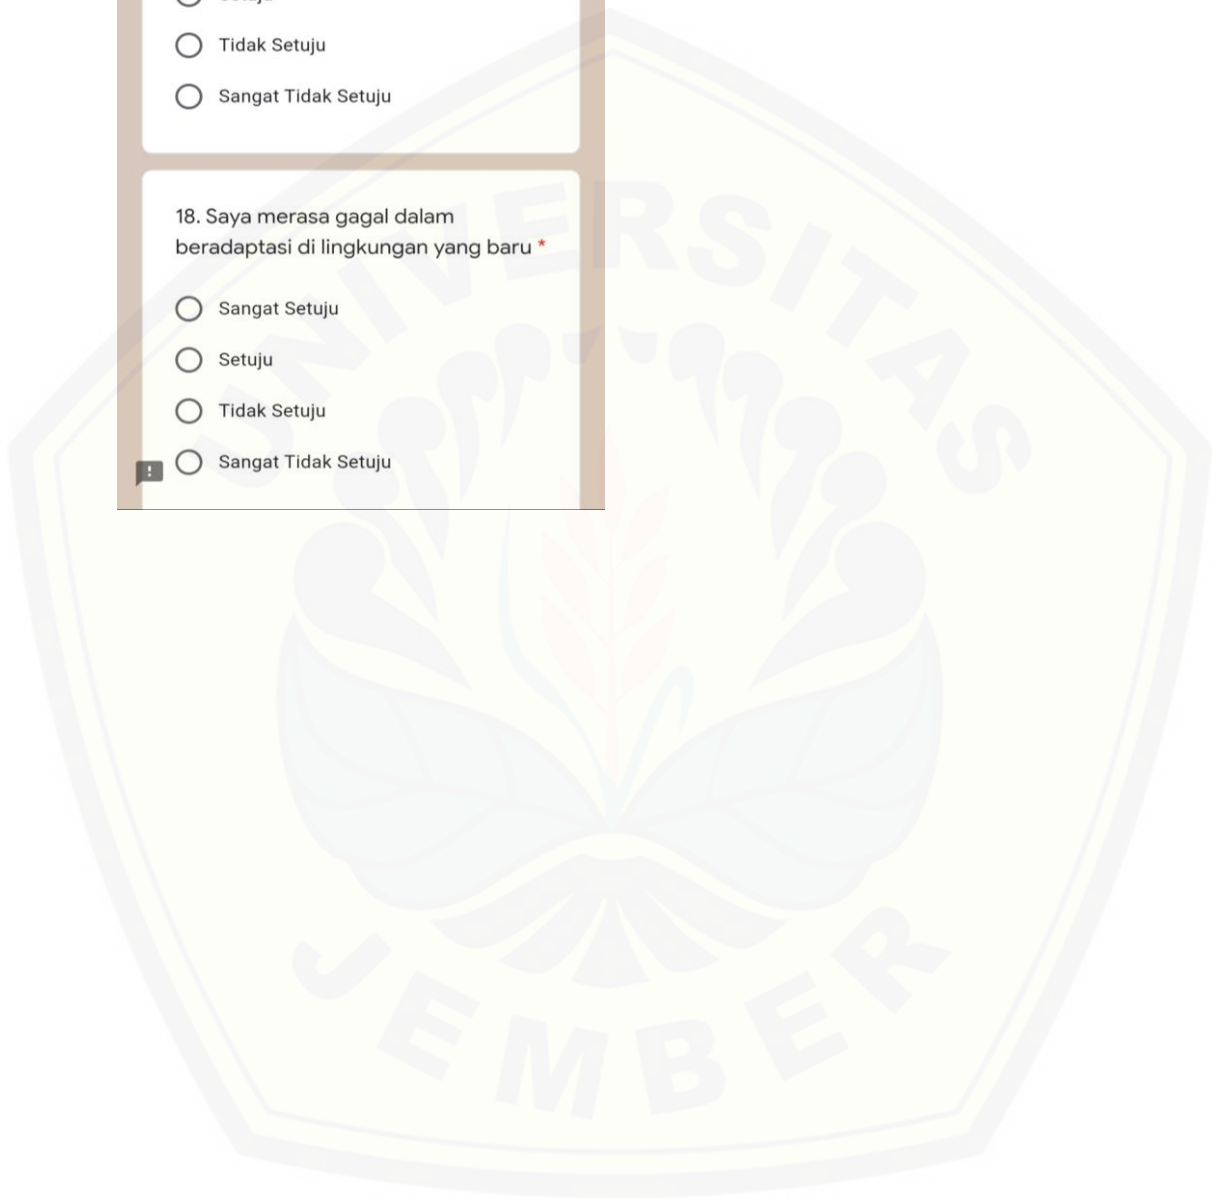 Tidak Setuju
Sangat Tidak Setuju
18. Saya merasa gagal dalam
beradaptasi di lingkungan yang baru *
Sangat Setuju
Setuju
Tidak Setuju
Sangat Tidak Setuju
!
UNIVERSITAS
JEMBER